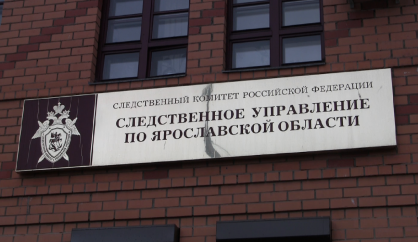 СЛЕДСТВЕННЫЙ КОМИТЕТ РОССИЙСКОЙ ФЕДЕРАЦИИ
СЛЕДСТВЕННОЕ УПРАВЛЕНИЕ
ПО ЯРОСЛАВСКОЙ ОБЛАСТИ